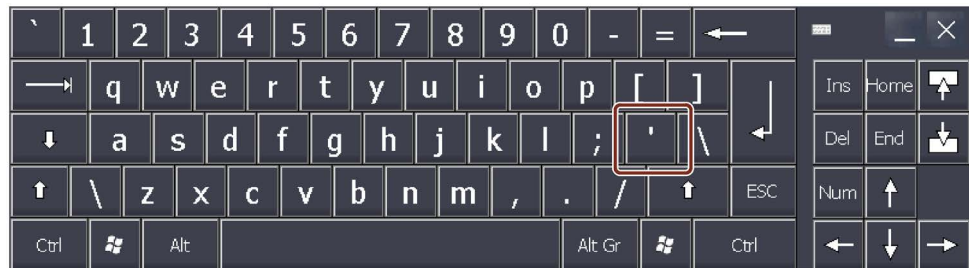 ` 1 2 3 4 5 6 7 8 9 0 - =
q w e r t y u i o p [ ] Ins Home
a s d f g h j k l ; ' \ Del End
\ z x c v b n m , . / ESC Num
Ctrl Alt Alt Gr Ctrl